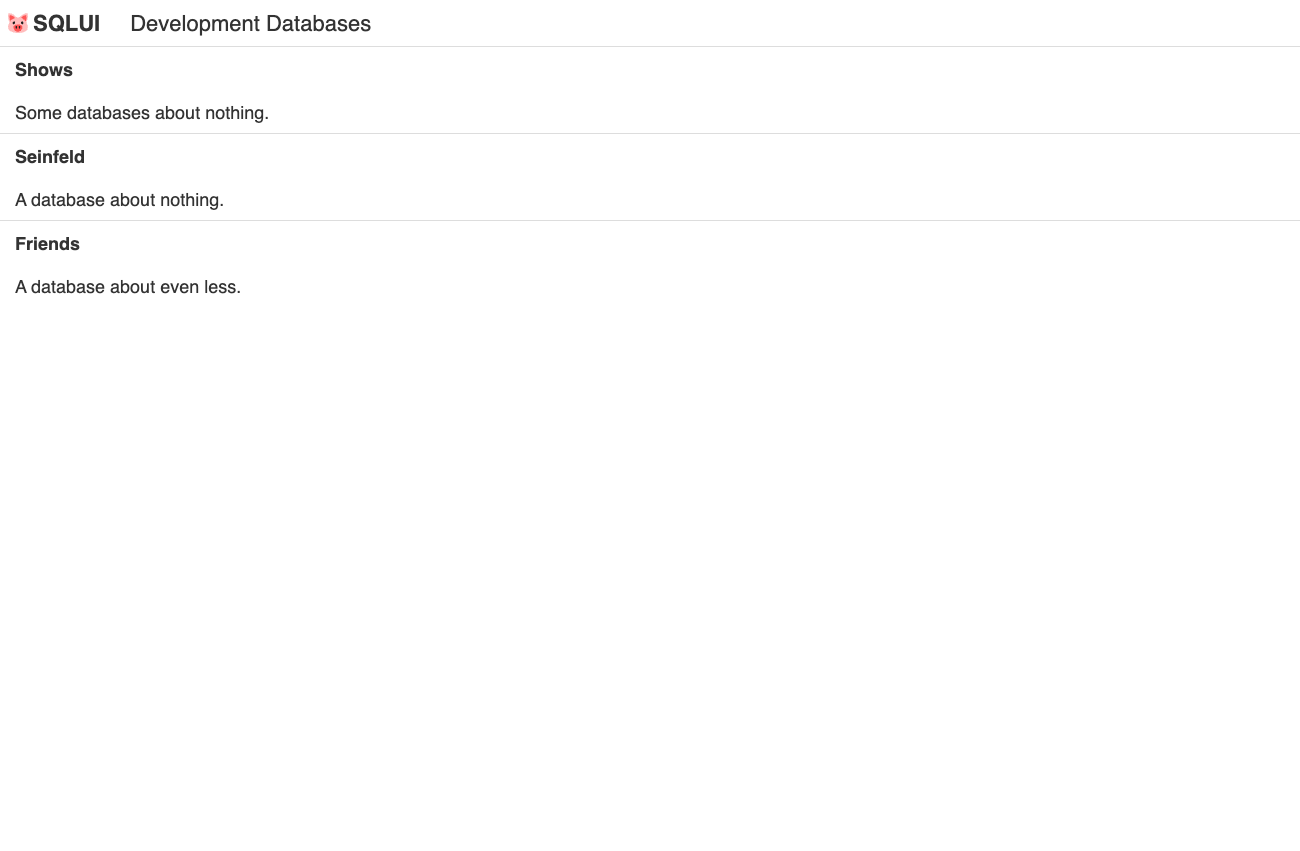 SQLUI Development Databases
Shows
Some databases about nothing.
Seinfeld
A database about nothing.
Friends
A database about even less.